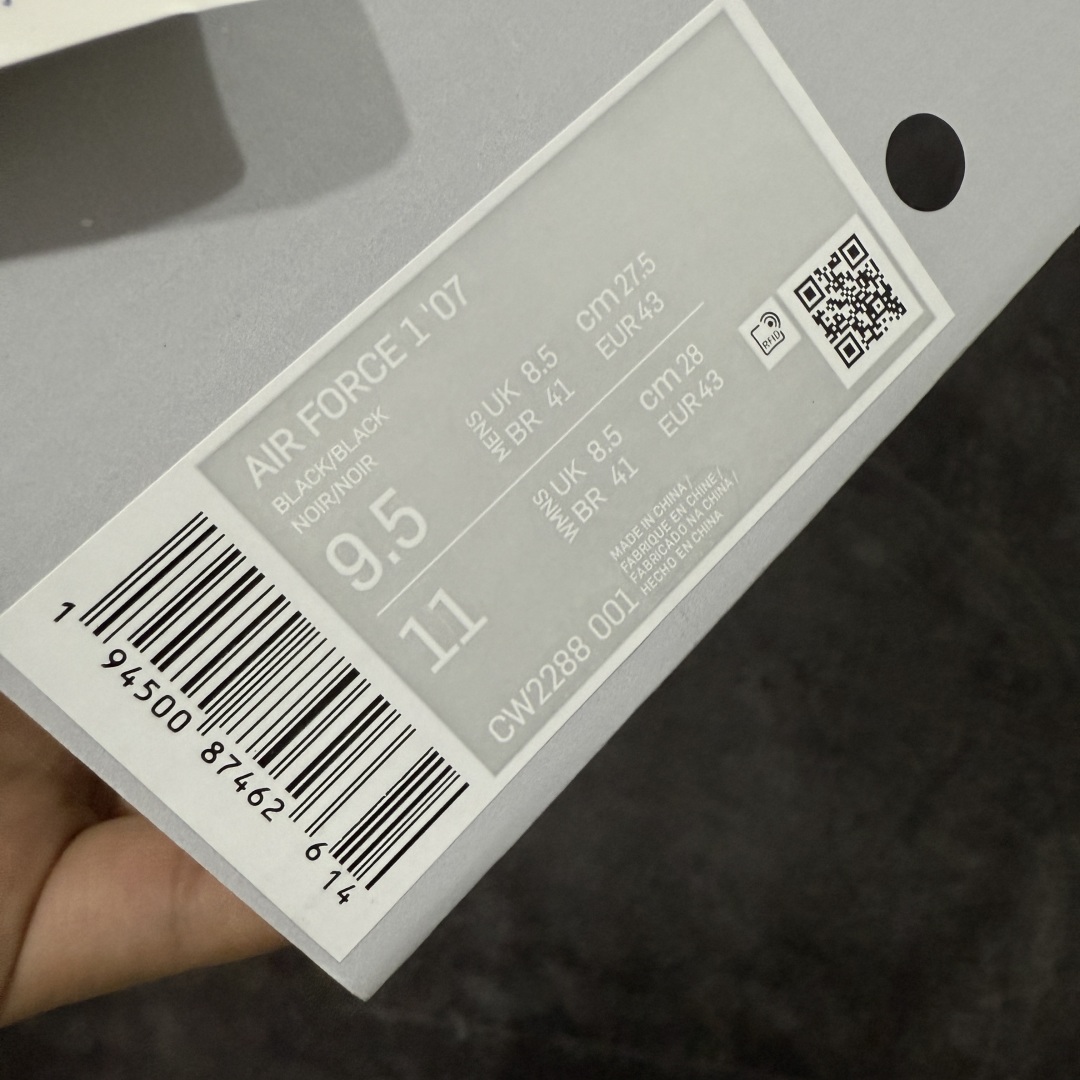 AIR FORCE 1 '07
BLACK/BLACK
NOIR/NOIR
9.5
MENS
UK 8.5
BR 41
cm 27.5
EUR 43
11
WMNS
UK 8.5
BR 41
cm 28
EUR 43
CW2288 001
MADE IN CHINA/
FABRIQUE EN CHINE/
FABRICADO NA CHINA/
HECHO EN CHINA
RFID
1 94500 87462 6 14